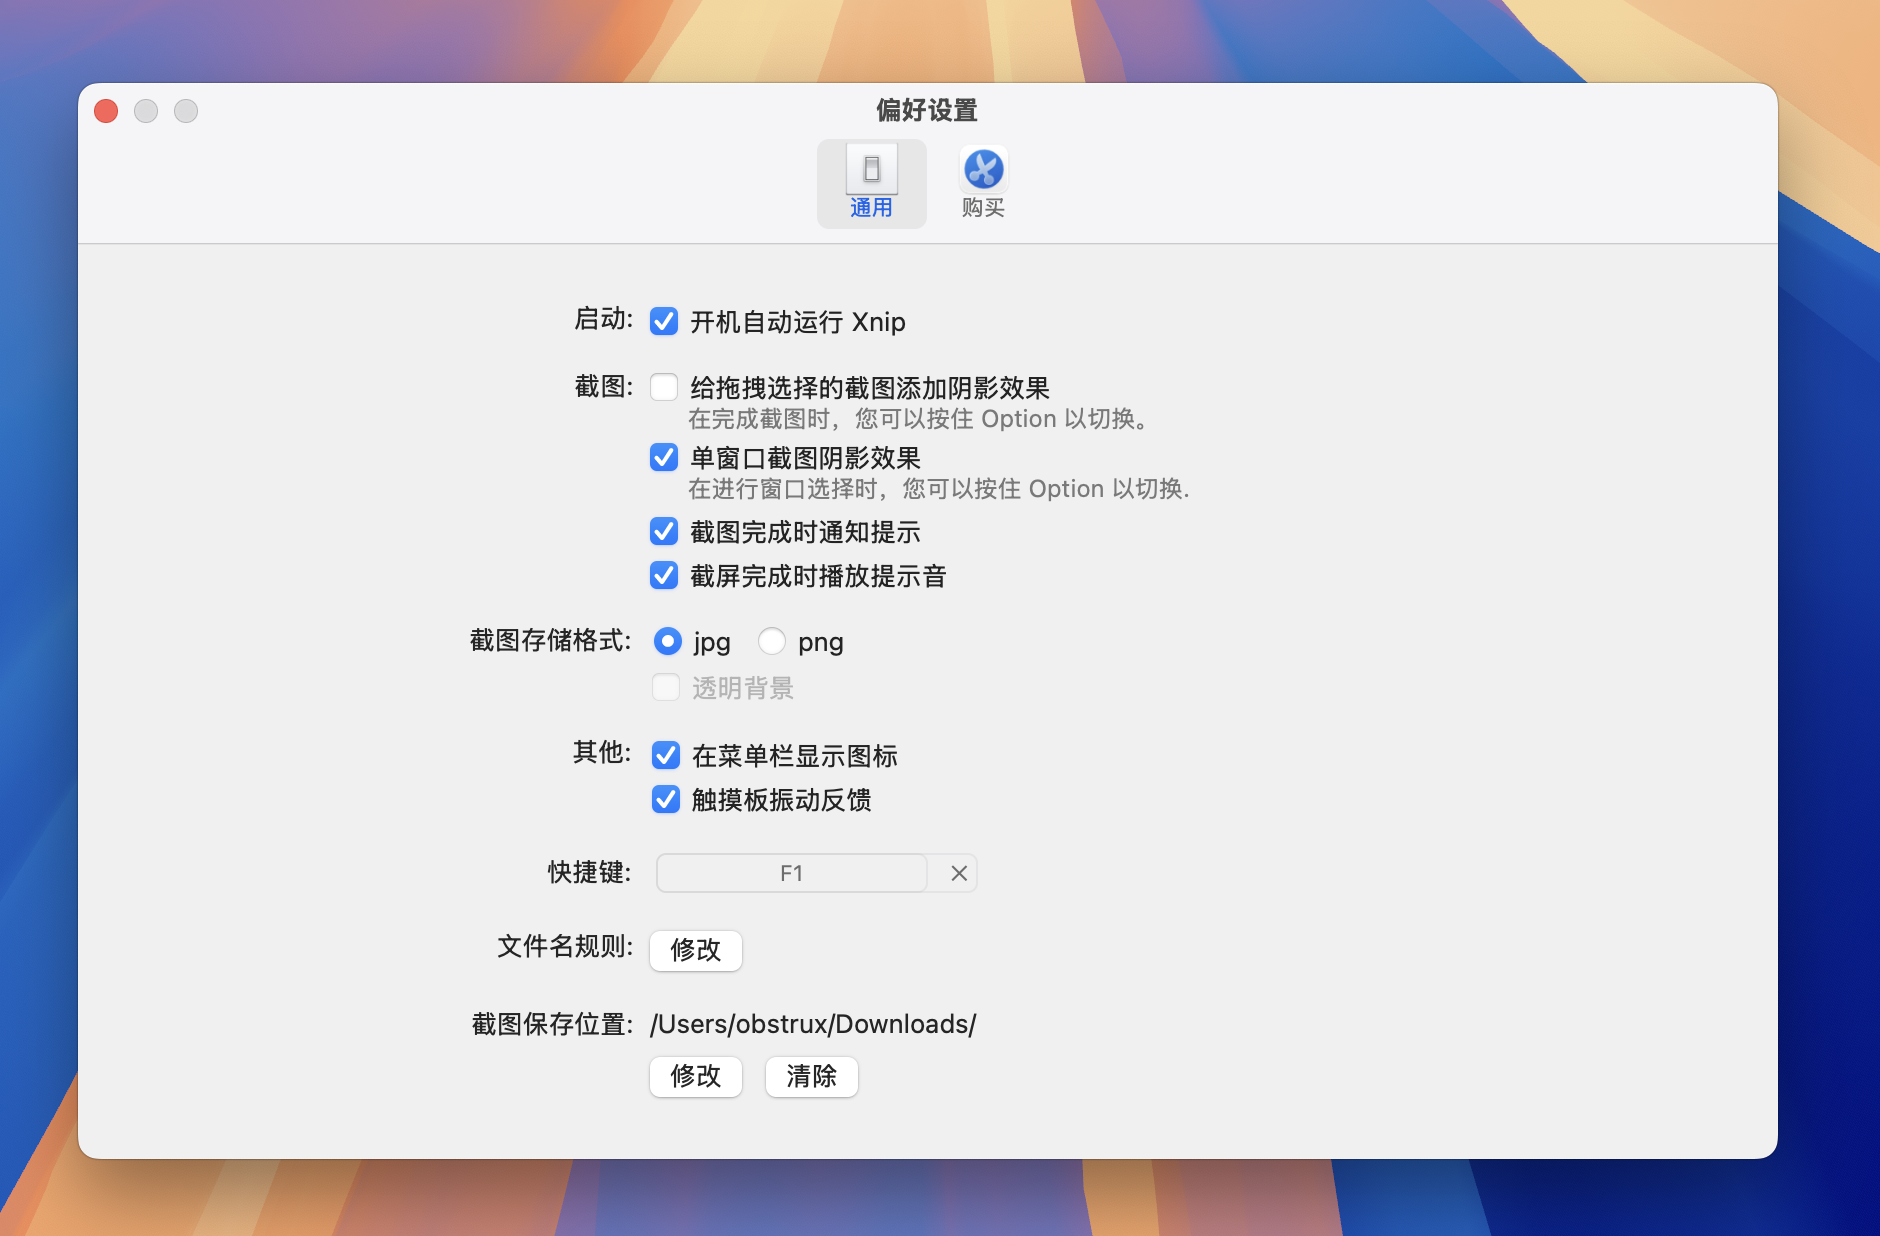 偏好设置
通用
购买
启动: 开机自动运行 Xnip
截图: 给拖拽选择的截图添加阴影效果
在完成截图时，您可以按住 Option 以切换。
单窗口截图阴影效果
在进行窗口选择时，您可以按住 Option 以切换.
截图完成时通知提示
截屏完成时播放提示音
截图存储格式: jpg png
透明背景
其他: 在菜单栏显示图标
触摸板振动反馈
快捷键: F1
文件名规则: 修改
截图保存位置: /Users/obstrux/Downloads/
修改 清除